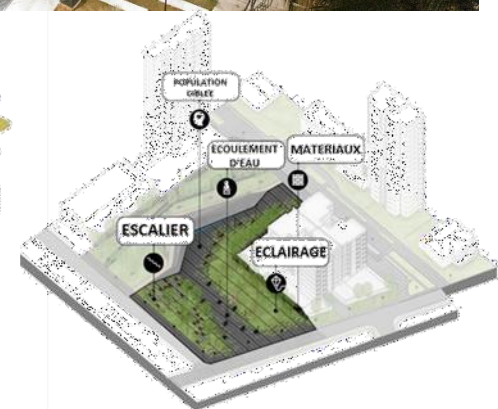 POPULATION
CIBLEE
ECOULEMENT
D'EAU
MATERIAUX
ESCALIER
ECLAIRAGE